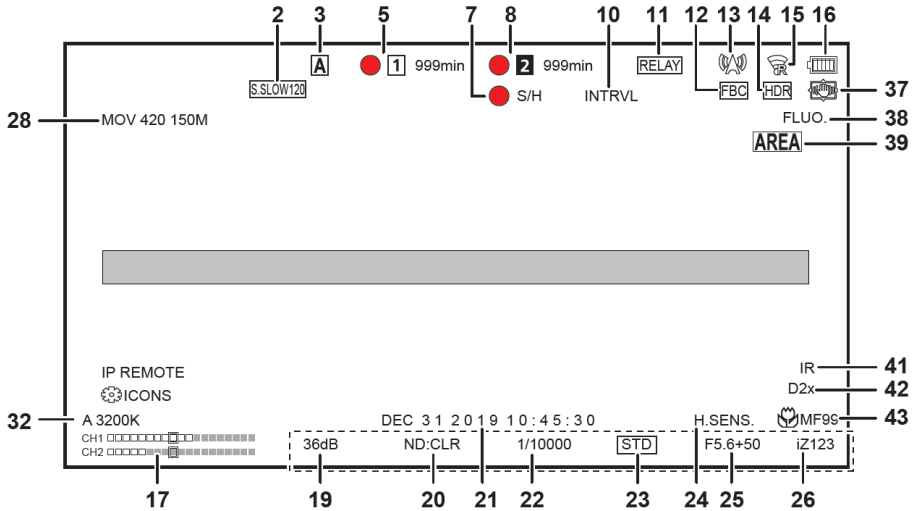 2 3 5 7 8 10 11 12 13 14 15 16
A 1 999min 2 999min RELAY
S.SLOW120 S/H INTRVL FBC R HDR 37
28 MOV 420 150M FLUO. 38
AREA 39
IP REMOTE IR 41
ICONS D2x 42
32 A 3200K DEC 31 2019 10:45:30 H.SENS. MF99 43
CH1
CH2
36dB ND:CLR 1/10000 STD F5.6+50 iZ123
17 19 20 21 22 23 24 25 26